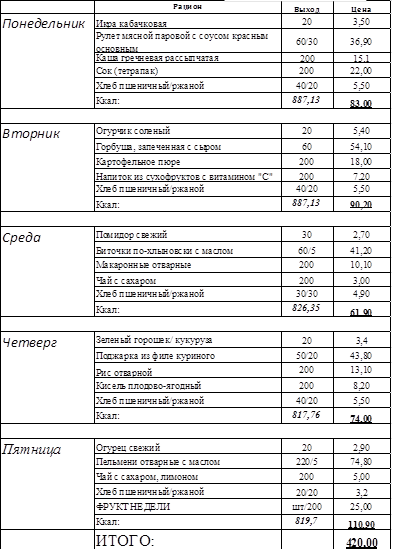 Рацион Выход Цена
Понедельник Икра кабачковая 20 3,50
Рулет мясной паровой с соусом красным
основным 60/30 36,90
Каша гречневая рассыпчатая 200 15,1
Сок (тетрапак) 200 22,00
Хлеб пшеничный/ржаной 40/20 5,50
Ккал: 887,13 83,00
Вторник Огурчик соленый 20 5,40
Горбуша, запеченная с сыром 60 54,10
Картофельное пюре 200 18,00
Напиток из сухофруктов с витамином "С" 200 7,20
Хлеб пшеничный/ржаной 40/20 5,50
Ккал: 887,13 90,20
Среда Помидор свежий 30 2,70
Биточки по-хлыновски с маслом 60/5 41,20
Макаронные отварные 200 10,10
Чай с сахаром 200 3,00
Хлеб пшеничный/ржаной 30/30 4,90
Ккал: 826,35 61,90
Четверг Зеленый горошек/ кукуруза 20 3,4
Поджарка из филе куриного 50/20 43,80
Рис отварной 200 13,10
Кисель плодово-ягодный 200 8,20
Хлеб пшеничный/ржаной 40/20 5,50
Ккал: 817,76 74,00
Пятница Огурец свежий 20 2,90
Пельмени отварные с маслом 220/5 74,80
Чай с сахаром, лимоном 200 5,00
Хлеб пшеничный/ржаной 20/20 3,2
ФРУКТ НЕДЕЛИ шт/200 25,00
Ккал: 819,7 110,90
ИТОГО: 420,00